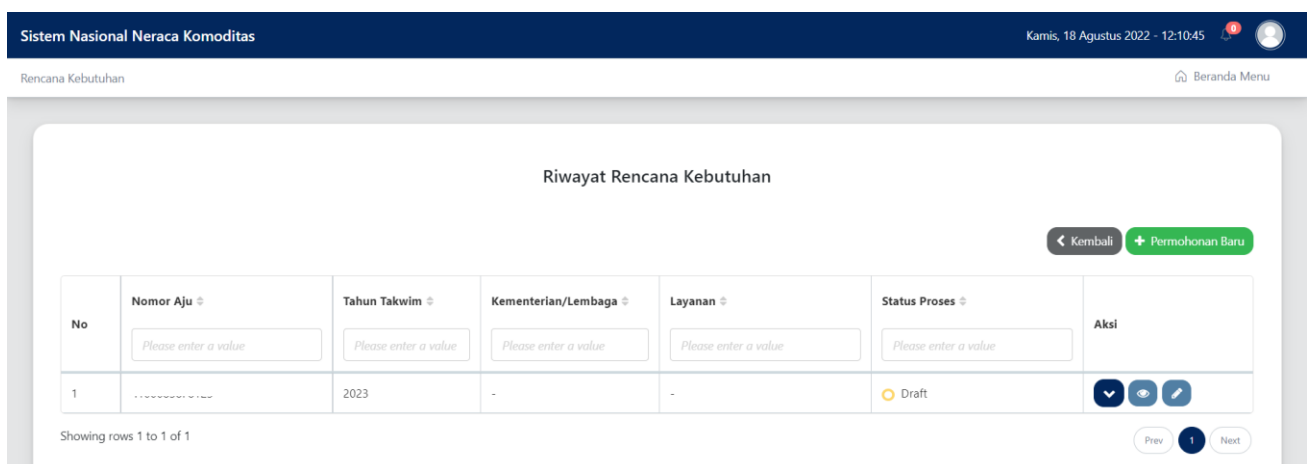 Sistem Nasional Neraca Komoditas
Kamis, 18 Agustus 2022 - 12:10:45 0
Rencana Kebutuhan
Beranda Menu
Riwayat Rencana Kebutuhan
Kembali
Permohonan Baru
No Nomor Aju Tahun Takwim Kementerian/Lembaga Layanan Status Proses Aksi
Please enter a value Please enter a value Please enter a value Please enter a value Please enter a value
1 2023 - - Draft
Showing rows 1 to 1 of 1
Prev 1 Next